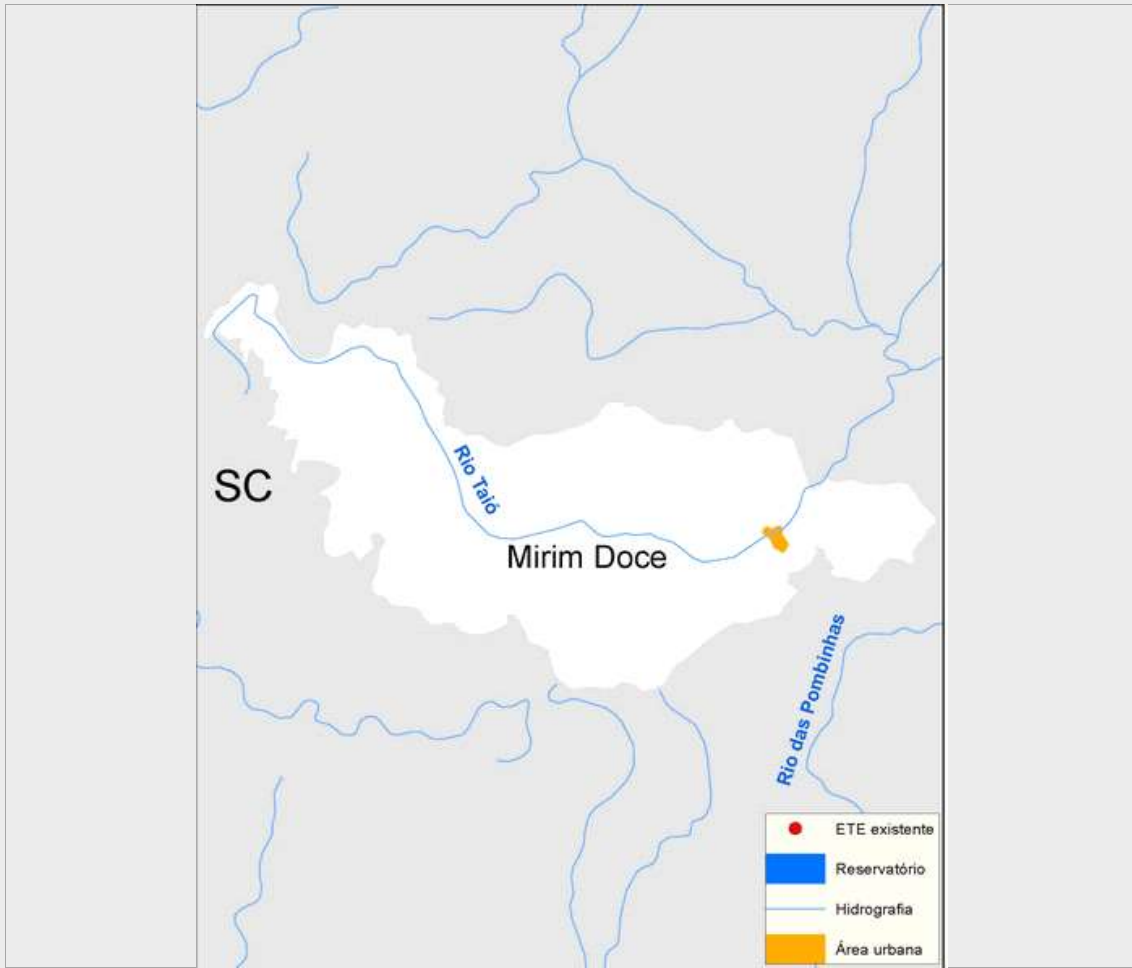 SC
Rio Taió
Mirim Doce
Rio das Pombinhas
ETE existente
Reservatório
Hidrografia
Área urbana